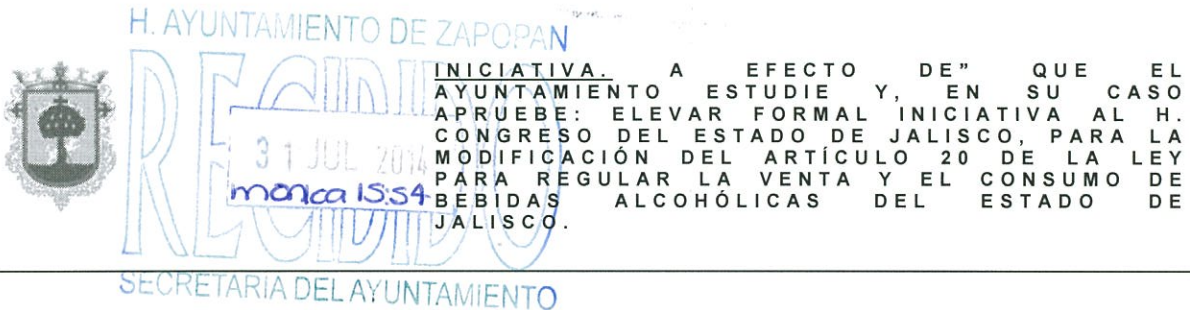 H. AYUNTAMIENTO DE ZAPOPAN
RECIBIDO
31 JUL 2014
monica 15:54
SECRETARIA DEL AYUNTAMIENTO
INICIATIVA. A EFECTO DE" QUE EL
AYUNTAMIENTO ESTUDIE Y, EN SU CASO
APRUEBE: ELEVAR FORMAL INICIATIVA AL H.
CONGRESO DEL ESTADO DE JALISCO, PARA LA
MODIFICACIÓN DEL ARTÍCULO 20 DE LA LEY
PARA REGULAR LA VENTA Y EL CONSUMO DE
BEBIDAS ALCOHÓLICAS DEL ESTADO DE
JALISCO.